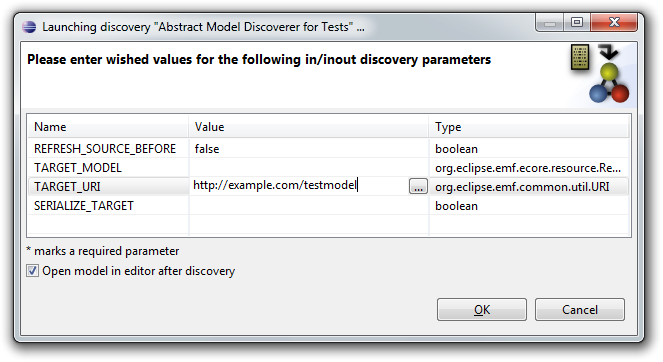 Launching discovery "Abstract Model Discoverer for Tests" ...
Please enter wished values for the following in/inout discovery parameters
Name Value Type
REFRESH_SOURCE_BEFORE false boolean
TARGET_MODEL org.eclipse.emf.ecore.resource.Re...
TARGET_URI http://example.com/testmodel ... org.eclipse.emf.common.util.URI
SERIALIZE_TARGET boolean
* marks a required parameter
Open model in editor after discovery
OK Cancel